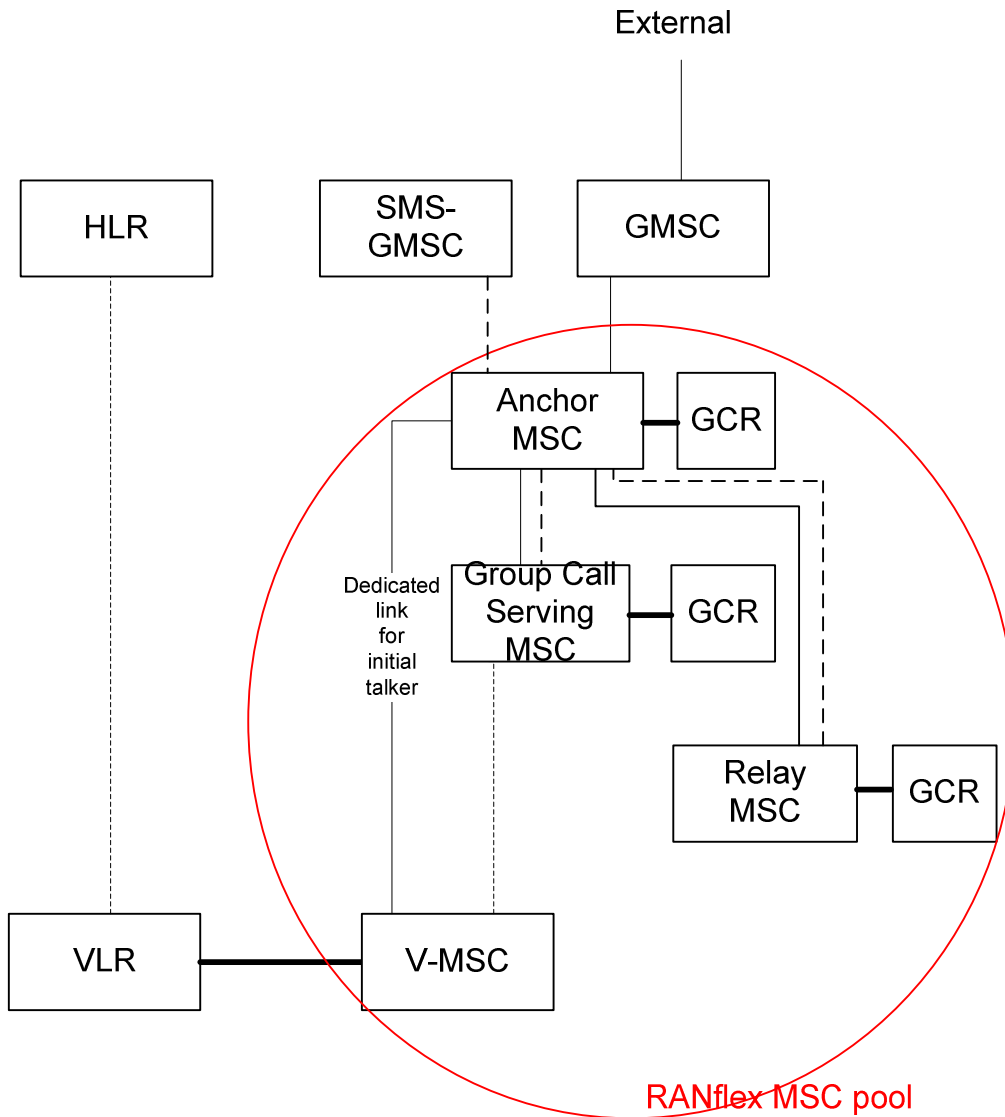 External
HLR
SMS-
GMSC
GMSC
Anchor
MSC
GCR
Dedicated
link
for
initial
talker
Group Call
Serving
MSC
GCR
Relay
MSC
GCR
VLR
V-MSC
RANflex MSC pool